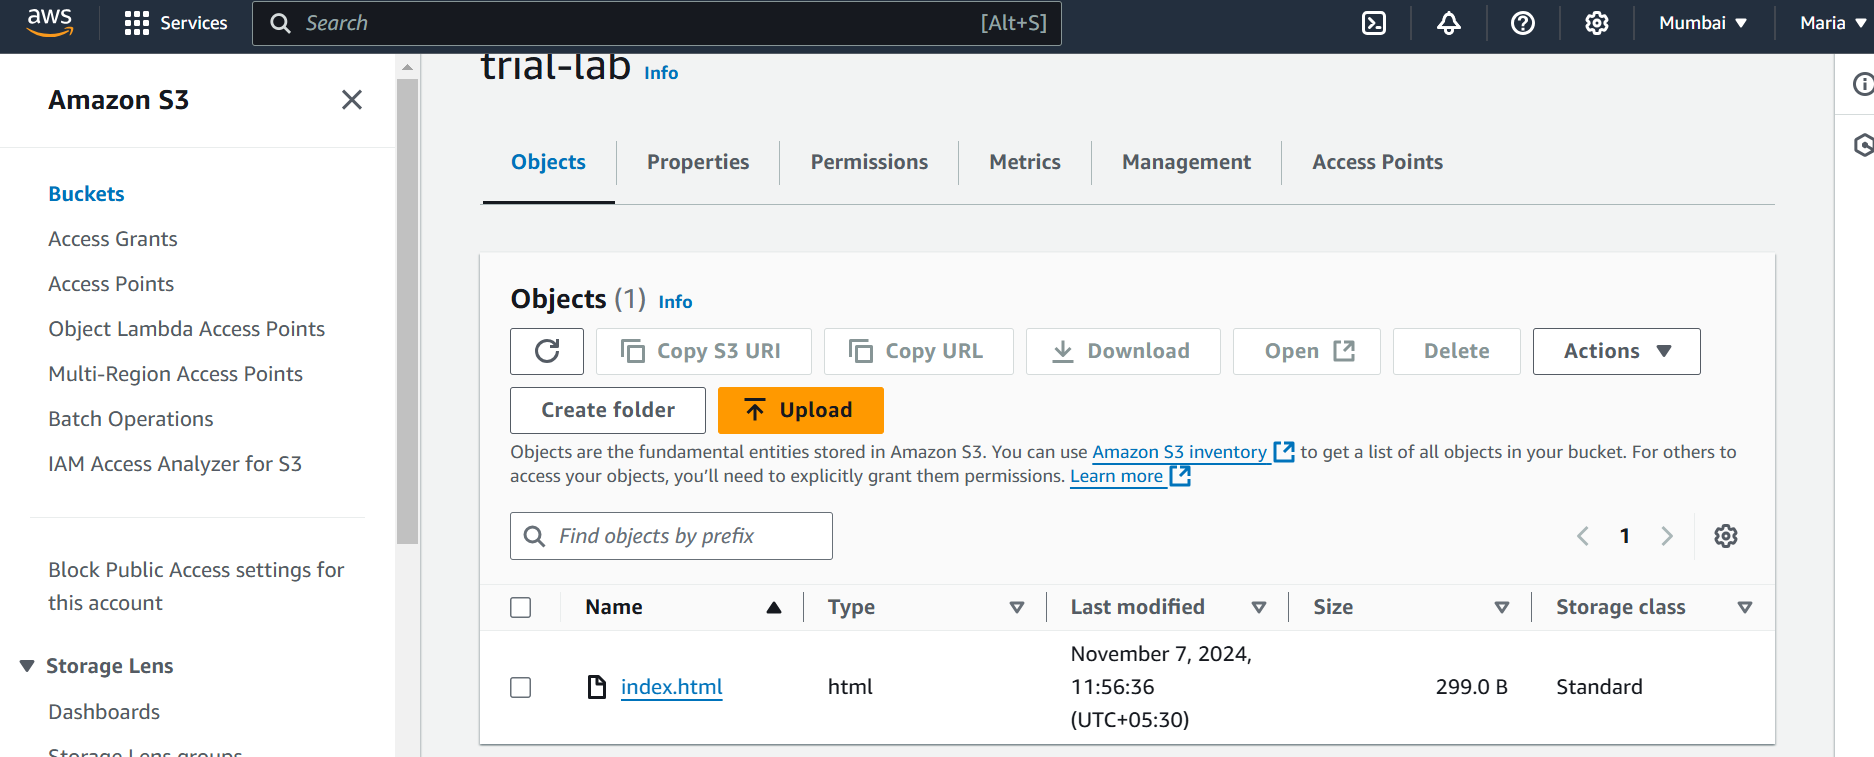 aws
Services
Search
[Alt+S]
Mumbai
Maria
Amazon S3
Buckets
Access Grants
Access Points
Object Lambda Access Points
Multi-Region Access Points
Batch Operations
IAM Access Analyzer for S3
Block Public Access settings for
this account
Storage Lens
Dashboards
Storage Lens groups
trial-lab Info
Objects
Properties
Permissions
Metrics
Management
Access Points
Objects (1) Info
Copy S3 URI
Copy URL
Download
Open
Delete
Actions
Create folder
Upload
Objects are the fundamental entities stored in Amazon S3. You can use Amazon S3 inventory to get a list of all objects in your bucket. For others to
access your objects, you’ll need to explicitly grant them permissions. Learn more
Find objects by prefix
1
Name
Type
Last modified
Size
Storage class
index.html
html
November 7, 2024,
11:56:36
(UTC+05:30)
299.0 B
Standard